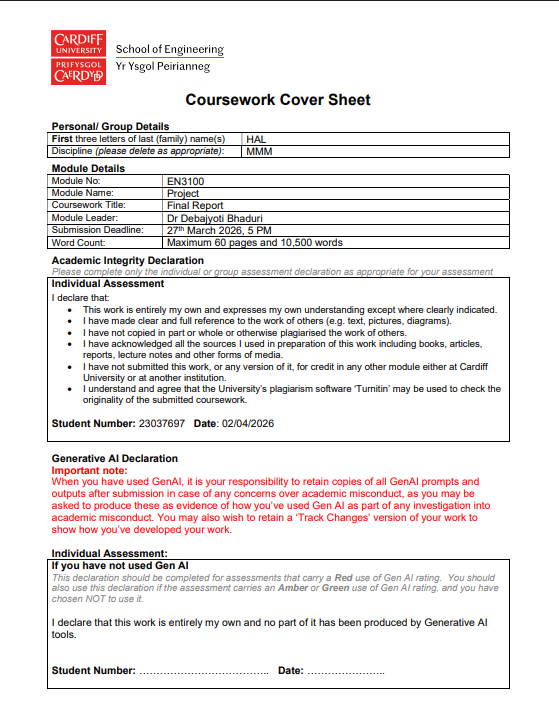 CARDIFF
UNIVERSITY
PRIFYSGOL
CAERDYDD
School of Engineering
Yr Ysgol Peirianneg
Coursework Cover Sheet
Personal/ Group Details
First three letters of last (family) name(s) HAL
Discipline (please delete as appropriate): MMM
Module Details
Module No: EN3100
Module Name: Project
Coursework Title: Final Report
Module Leader: Dr Debajyoti Bhaduri
Submission Deadline: 27th March 2026, 5 PM
Word Count: Maximum 60 pages and 10,500 words
Academic Integrity Declaration
Please complete only the individual or group assessment declaration as appropriate for your assessment
Individual Assessment
I declare that:
• This work is entirely my own and expresses my own understanding except where clearly indicated.
• I have made clear and full reference to the work of others (e.g. text, pictures, diagrams).
• I have not copied in part or whole or otherwise plagiarised the work of others.
• I have acknowledged all the sources I used in preparation of this work including books, articles,
reports, lecture notes and other forms of media.
• I have not submitted this work, or any version of it, for credit in any other module either at Cardiff
University or at another institution.
• I understand and agree that the University's plagiarism software 'Turnitin' may be used to check the
originality of the submitted coursework.
Student Number: 23037697 Date: 02/04/2026
Generative AI Declaration
Important note:
When you have used GenAI, it is your responsibility to retain copies of all GenAI prompts and
outputs after submission in case of any concerns over academic misconduct, as you may be
asked to produce these as evidence of how you've used Gen AI as part of any investigation into
academic misconduct. You may also wish to retain a 'Track Changes' version of your work to
show how you've developed your work.
Individual Assessment:
If you have not used Gen AI
This declaration should be completed for assessments that carry a Red use of Gen AI rating. You should
also use this declaration if the assessment carries an Amber or Green use of Gen AI rating, and you have
chosen NOT to use it.
I declare that this work is entirely my own and no part of it has been produced by Generative AI
tools.
Student Number: ……………………………….. Date: …………………..